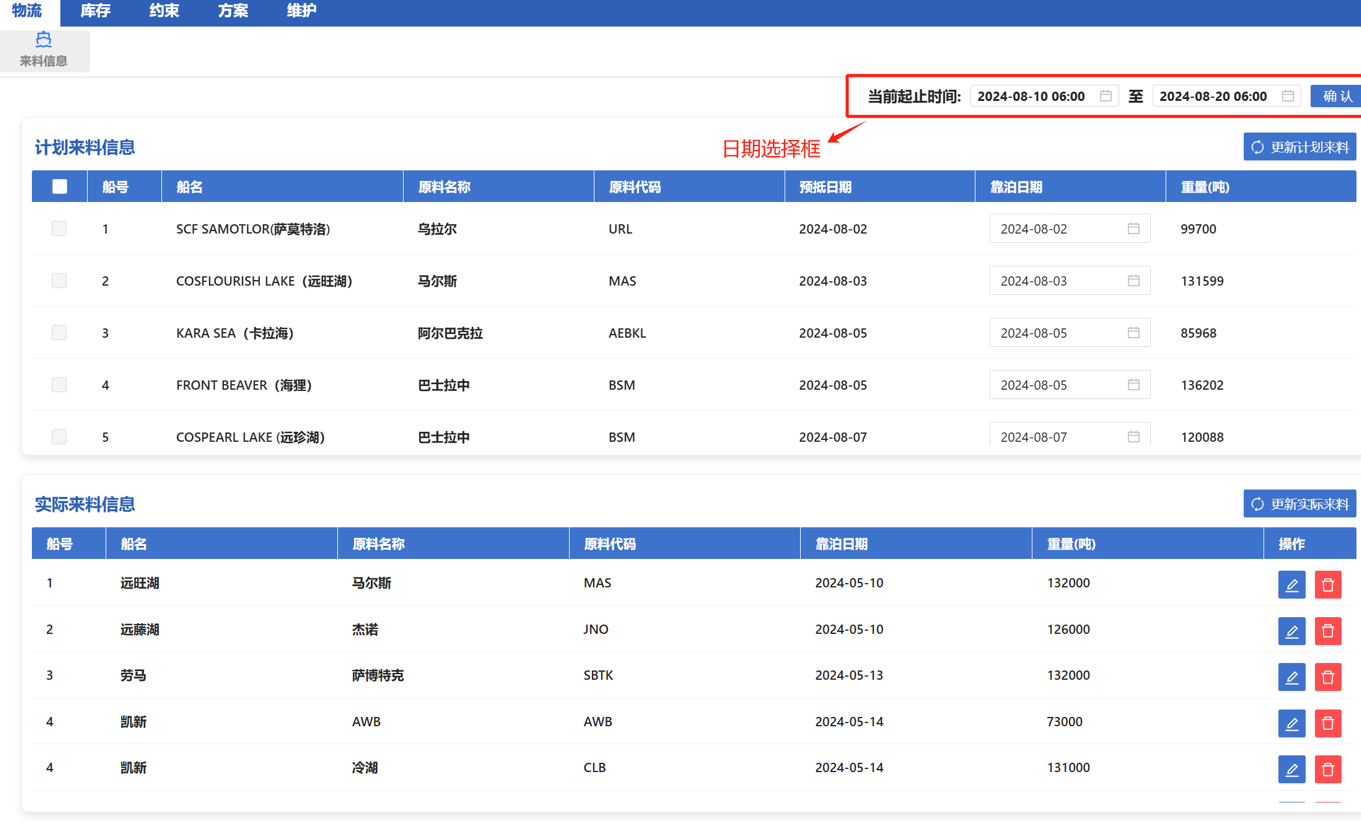 物流 库存 约束 方案 维护
来料信息
当前起止时间: 2024-08-10 06:00 至 2024-08-20 06:00 确 认
日期选择框
计划来料信息 更新计划来料
船号 船名 原料名称 原料代码 预抵日期 靠泊日期 重量(吨)
1 SCF SAMOTLOR(萨莫特洛) 乌拉尔 URL 2024-08-02 2024-08-02 99700
2 COSFLOURISH LAKE（远旺湖） 马尔斯 MAS 2024-08-03 2024-08-03 131599
3 KARA SEA（卡拉海） 阿尔巴克拉 AEBKL 2024-08-05 2024-08-05 85968
4 FRONT BEAVER（海狸） 巴士拉中 BSM 2024-08-05 2024-08-05 136202
5 COSPEARL LAKE (远珍湖） 巴士拉中 BSM 2024-08-07 2024-08-07 120088
实际来料信息 更新实际来料
船号 船名 原料名称 原料代码 靠泊日期 重量(吨) 操作
1 远旺湖 马尔斯 MAS 2024-05-10 132000
2 远藤湖 杰诺 JNO 2024-05-10 126000
3 劳马 萨博特克 SBTK 2024-05-13 132000
4 凯新 AWB AWB 2024-05-14 73000
4 凯新 冷湖 CLB 2024-05-14 131000